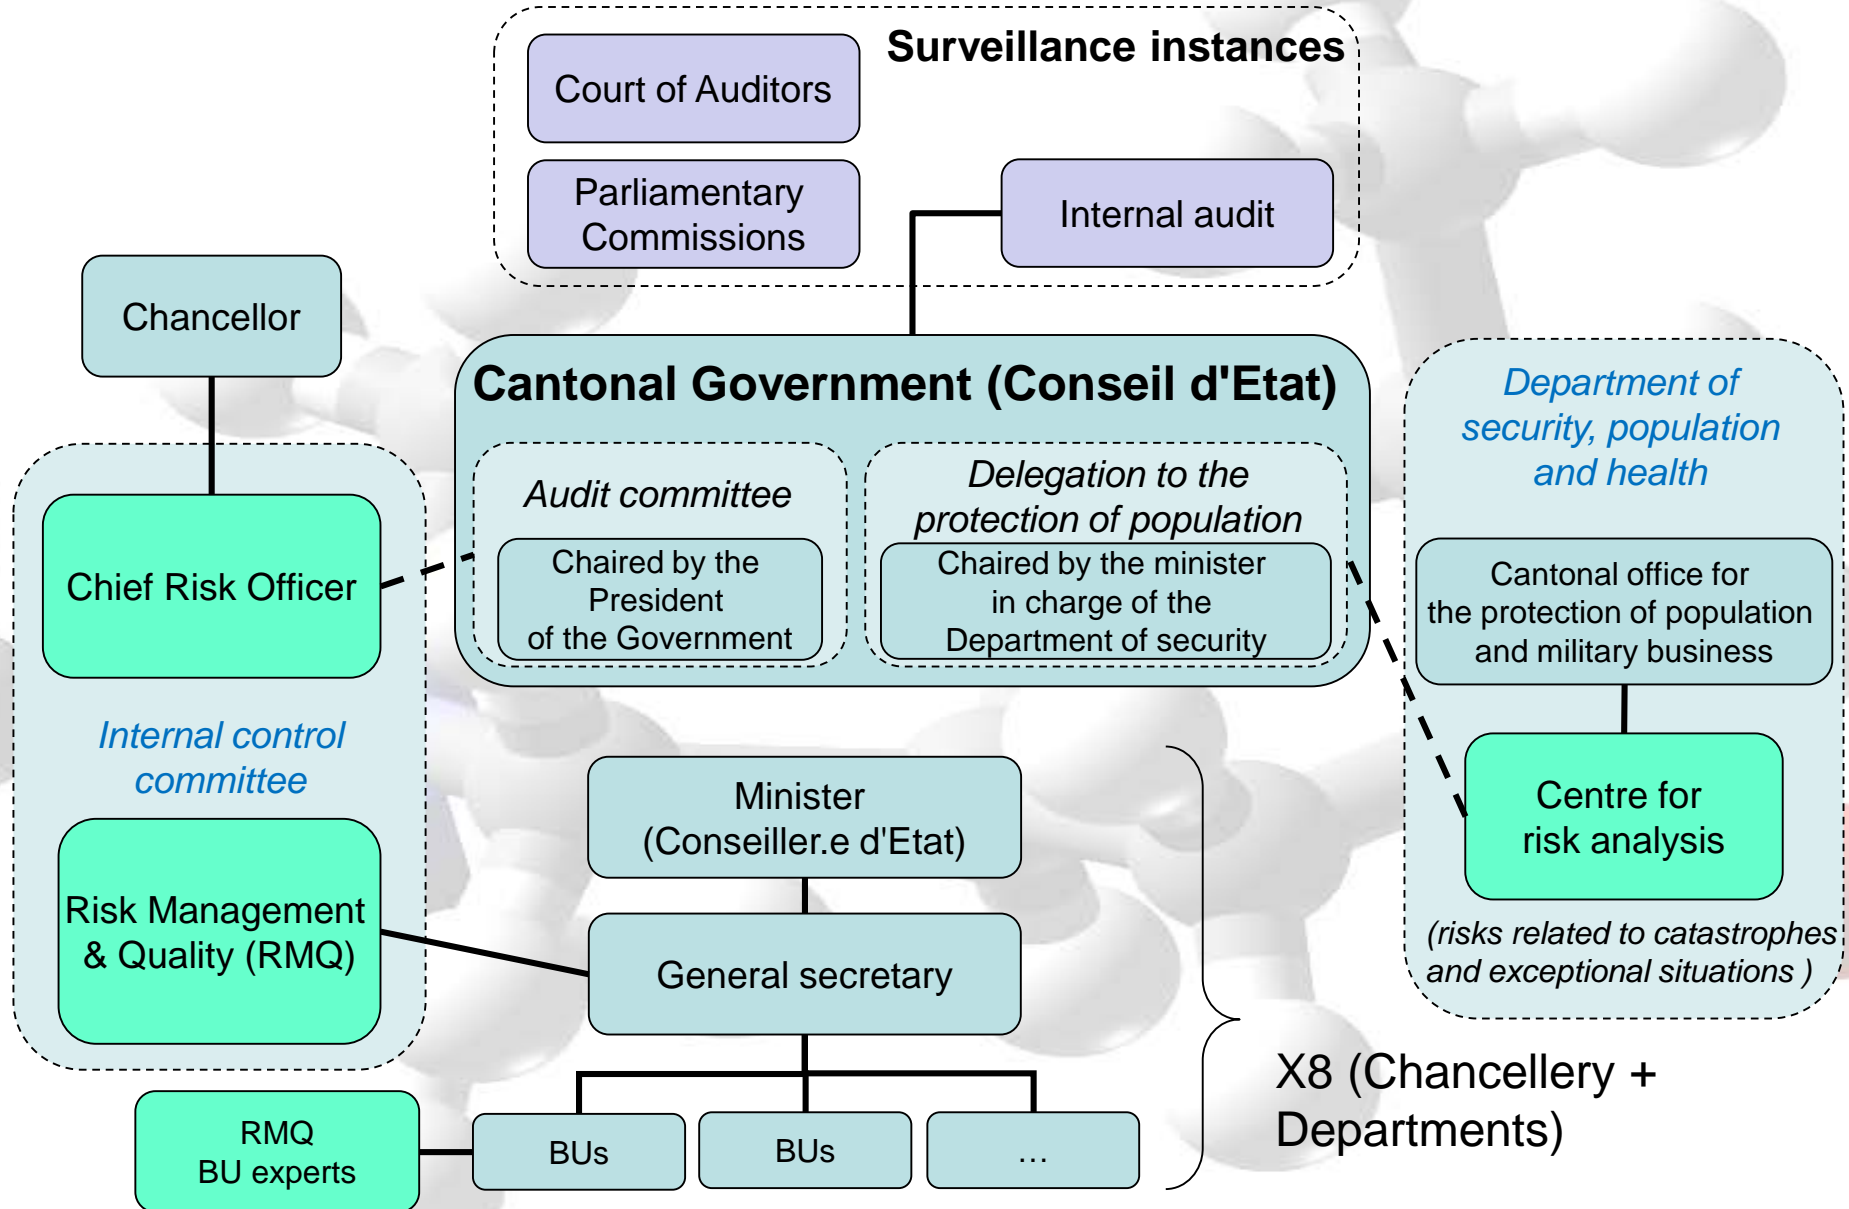 Surveillance instances
Court of Auditors
Parliamentary
Commissions
Internal audit
Chancellor
Cantonal Government (Conseil d'Etat)
Audit committee
Chaired by the
President
of the Government
Delegation to the
protection of population
Chaired by the minister
in charge of the
Department of security
Department of
security, population
and health
Cantonal office for
the protection of population
and military business
Centre for
risk analysis
(risks related to catastrophes
and exceptional situations )
Chief Risk Officer
Internal control
committee
Risk Management
& Quality (RMQ)
Minister
(Conseiller.e d'Etat)
General secretary
RMQ
BU experts
BUs
BUs
...
X8 (Chancellery +
Departments)